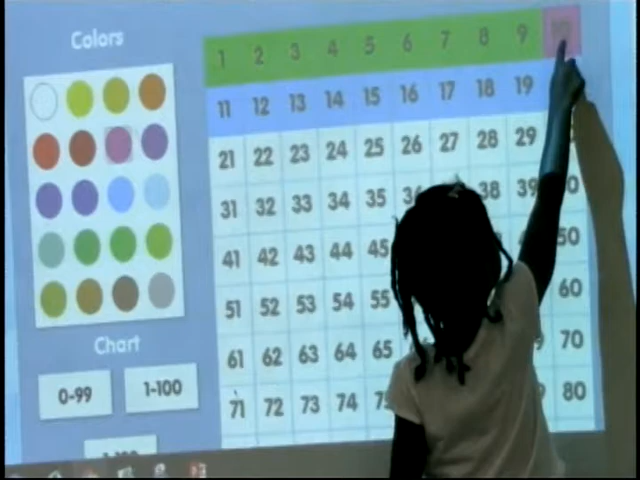 Colors
1 2 3 4 5 6 7 8 9
11 12 13 14 15 16 17 18 19
21 22 23 24 25 26 27 28 29
31 32 33 34 35 38 39
41 42 43 44 45 50
51 52 53 54 55 60
61 62 63 64 65 70
71 72 73 74 80
Chart
0-99 1-100